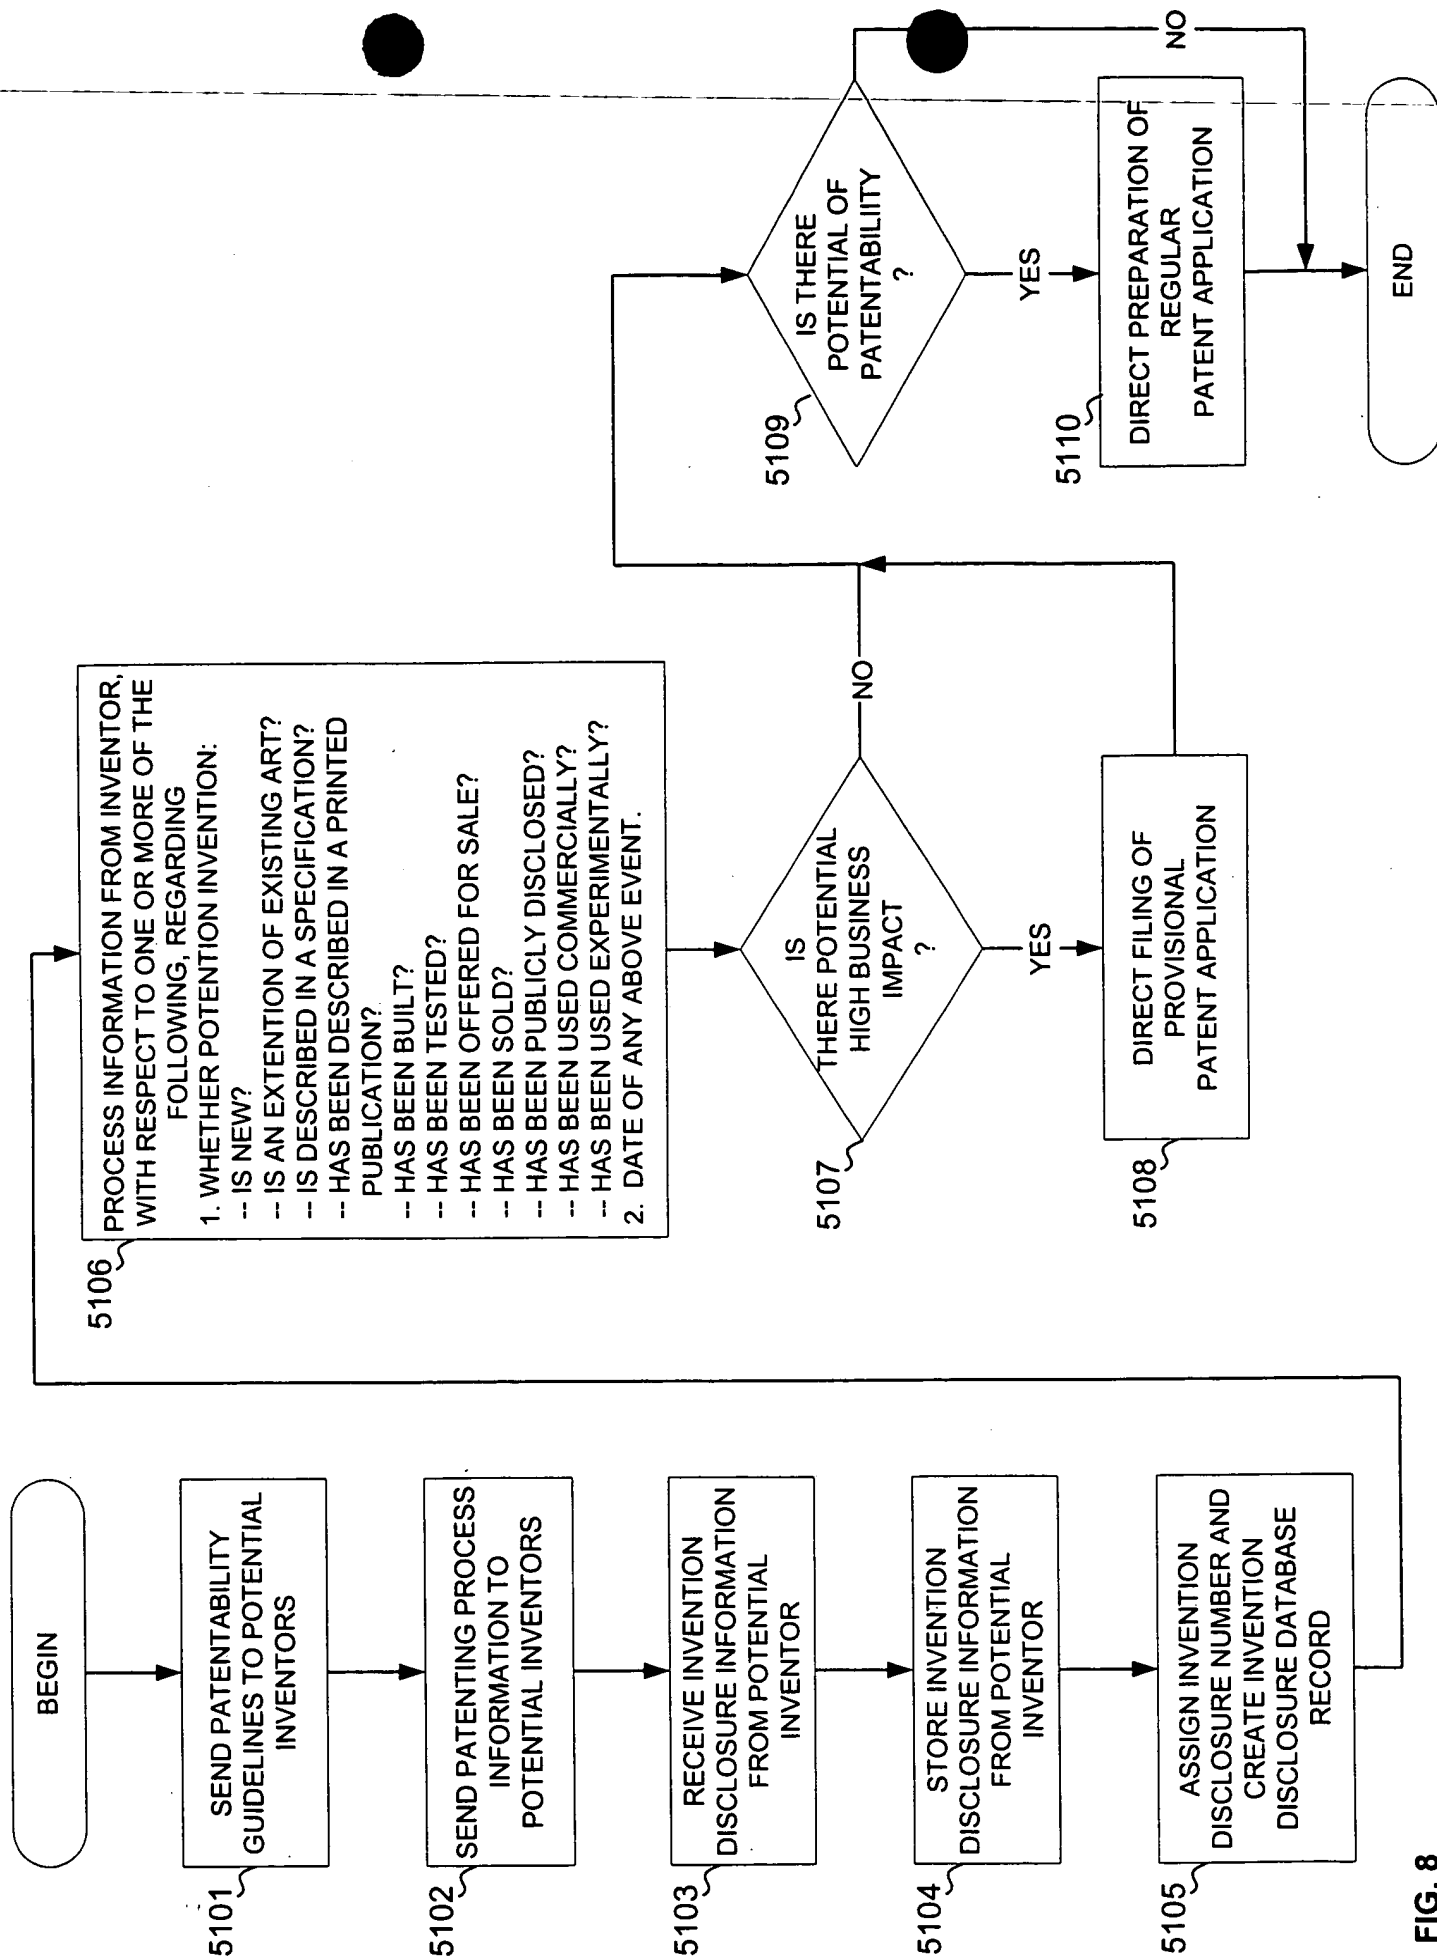 BEGIN
5101
SEND PATENTABILITY
GUIDELINES TO POTENTIAL
INVENTORS
5102
SEND PATENTING PROCESS
INFORMATION TO
POTENTIAL INVENTORS
5103
RECEIVE INVENTION
DISCLOSURE INFORMATION
FROM POTENTIAL
INVENTOR
5104
STORE INVENTION
DISCLOSURE INFORMATION
FROM POTENTIAL
INVENTOR
5105
ASSIGN INVENTION
DISCLOSURE NUMBER AND
CREATE INVENTION
DISCLOSURE DATABASE
RECORD
5106
PROCESS INFORMATION FROM INVENTOR,
WITH RESPECT TO ONE OR MORE OF THE
FOLLOWING, REGARDING
1. WHETHER POTENTION INVENTION:
-- IS NEW?
-- IS AN EXTENTION OF EXISTING ART?
-- IS DESCRIBED IN A SPECIFICATION?
-- HAS BEEN DESCRIBED IN A PRINTED
PUBLICATION?
-- HAS BEEN BUILT?
-- HAS BEEN TESTED?
-- HAS BEEN OFFERED FOR SALE?
-- HAS BEEN SOLD?
-- HAS BEEN PUBLICLY DISCLOSED?
-- HAS BEEN USED COMMERCIALLY?
-- HAS BEEN USED EXPERIMENTALLY?
2. DATE OF ANY ABOVE EVENT.
5107
IS
THERE POTENTIAL
HIGH BUSINESS
IMPACT
?
NO
YES
5108
DIRECT FILING OF
PROVISIONAL
PATENT APPLICATION
5109
IS THERE
POTENTIAL OF
PATENTABILIITY
?
NO
YES
5110
DIRECT PREPARATION OF
REGULAR
PATENT APPLICATION
END
FIG. 8